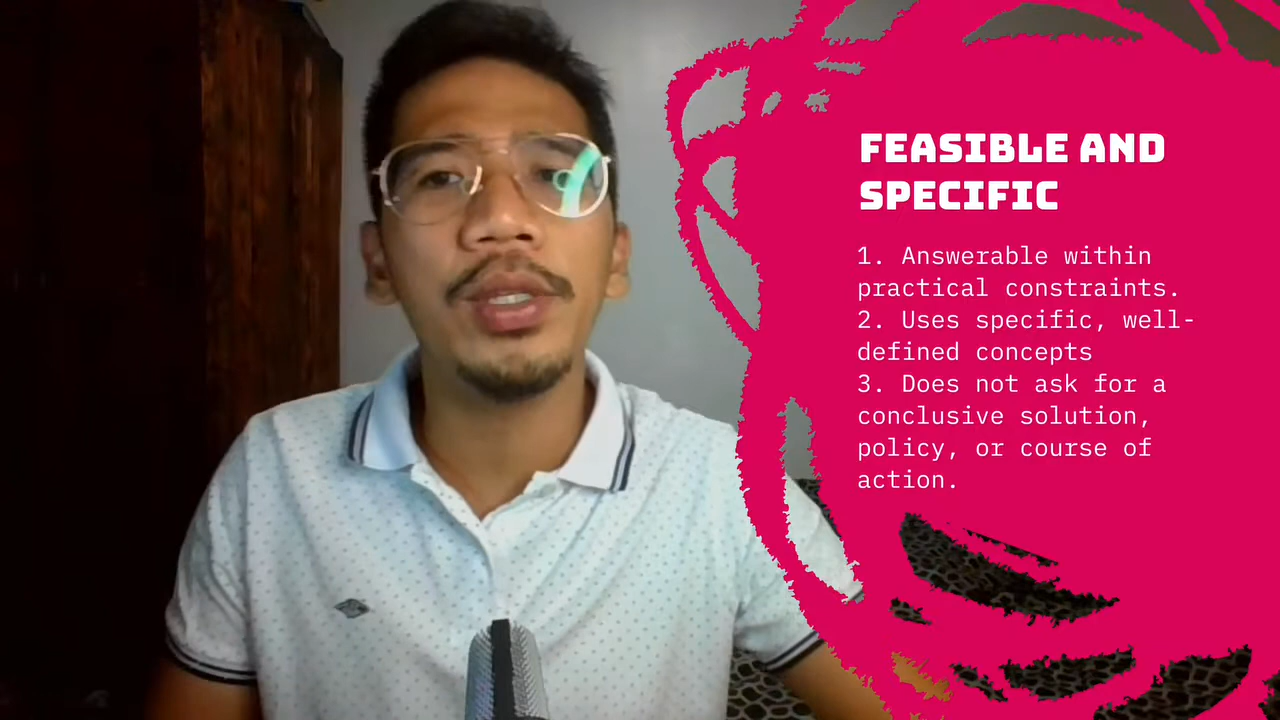 FEASIBLE AND
SPECIFIC
1. Answerable within
practical constraints.
2. Uses specific, well-
defined concepts
3. Does not ask for a
conclusive solution,
policy, or course of
action.